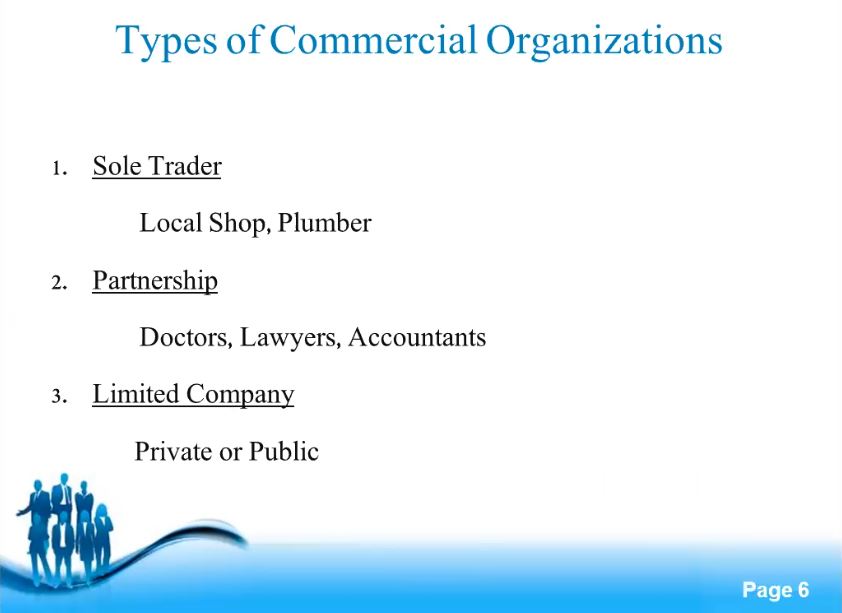 Types of Commercial Organizations
1. Sole Trader
Local Shop, Plumber
2. Partnership
Doctors, Lawyers, Accountants
3. Limited Company
Private or Public
Page 6